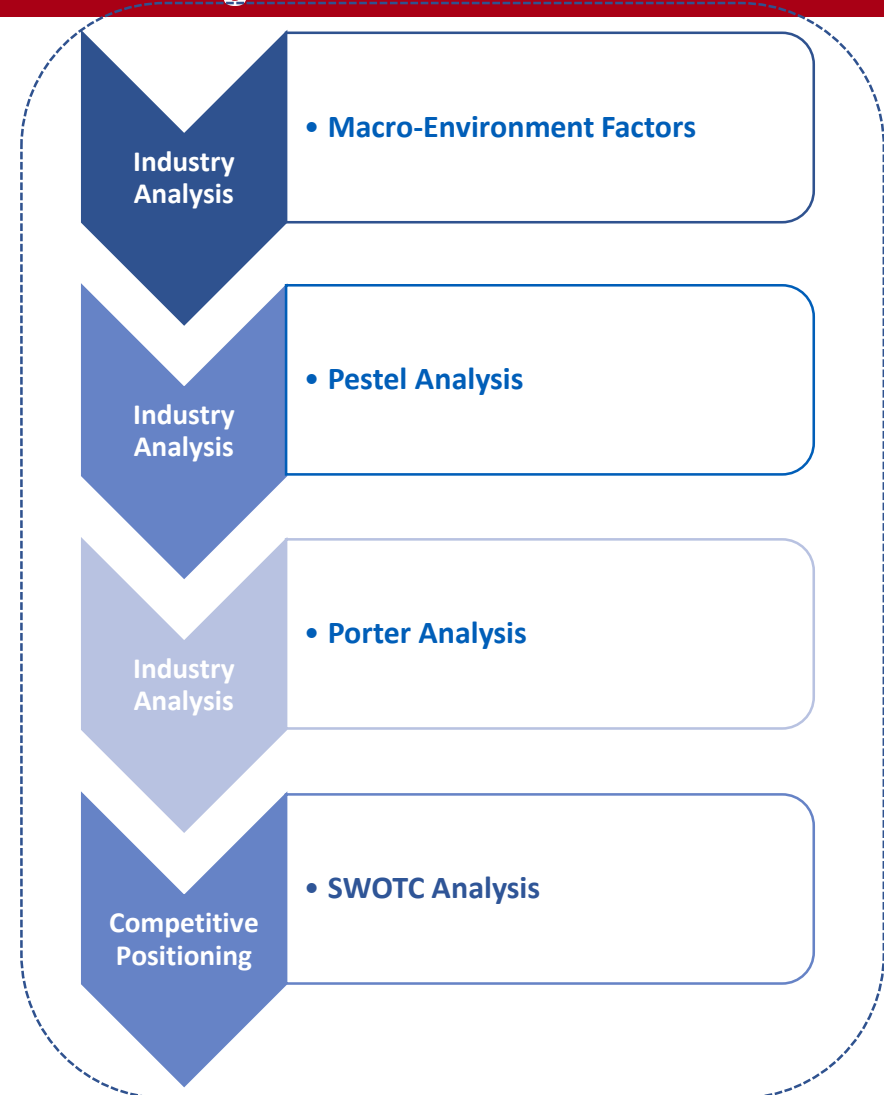 Industry
Analysis
• Macro-Environment Factors
Industry
Analysis
• Pestel Analysis
Industry
Analysis
• Porter Analysis
Competitive
Positioning
• SWOTC Analysis